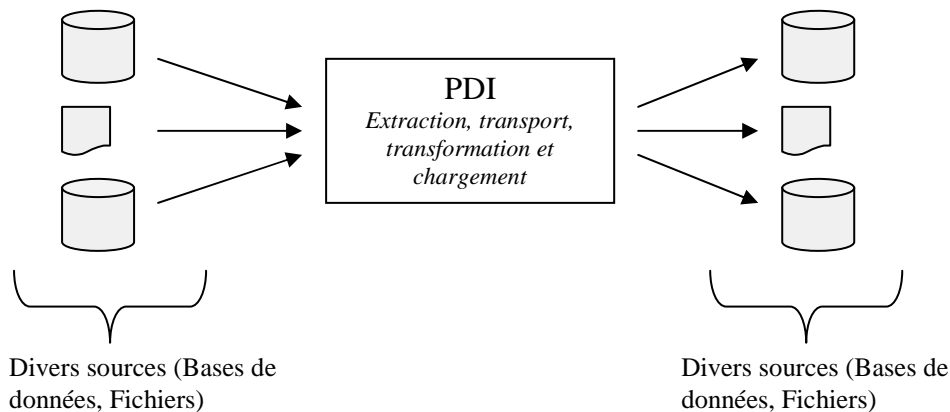 PDI
Extraction, transport,
transformation et
chargement
Divers sources (Bases de
données, Fichiers)
Divers sources (Bases de
données, Fichiers)